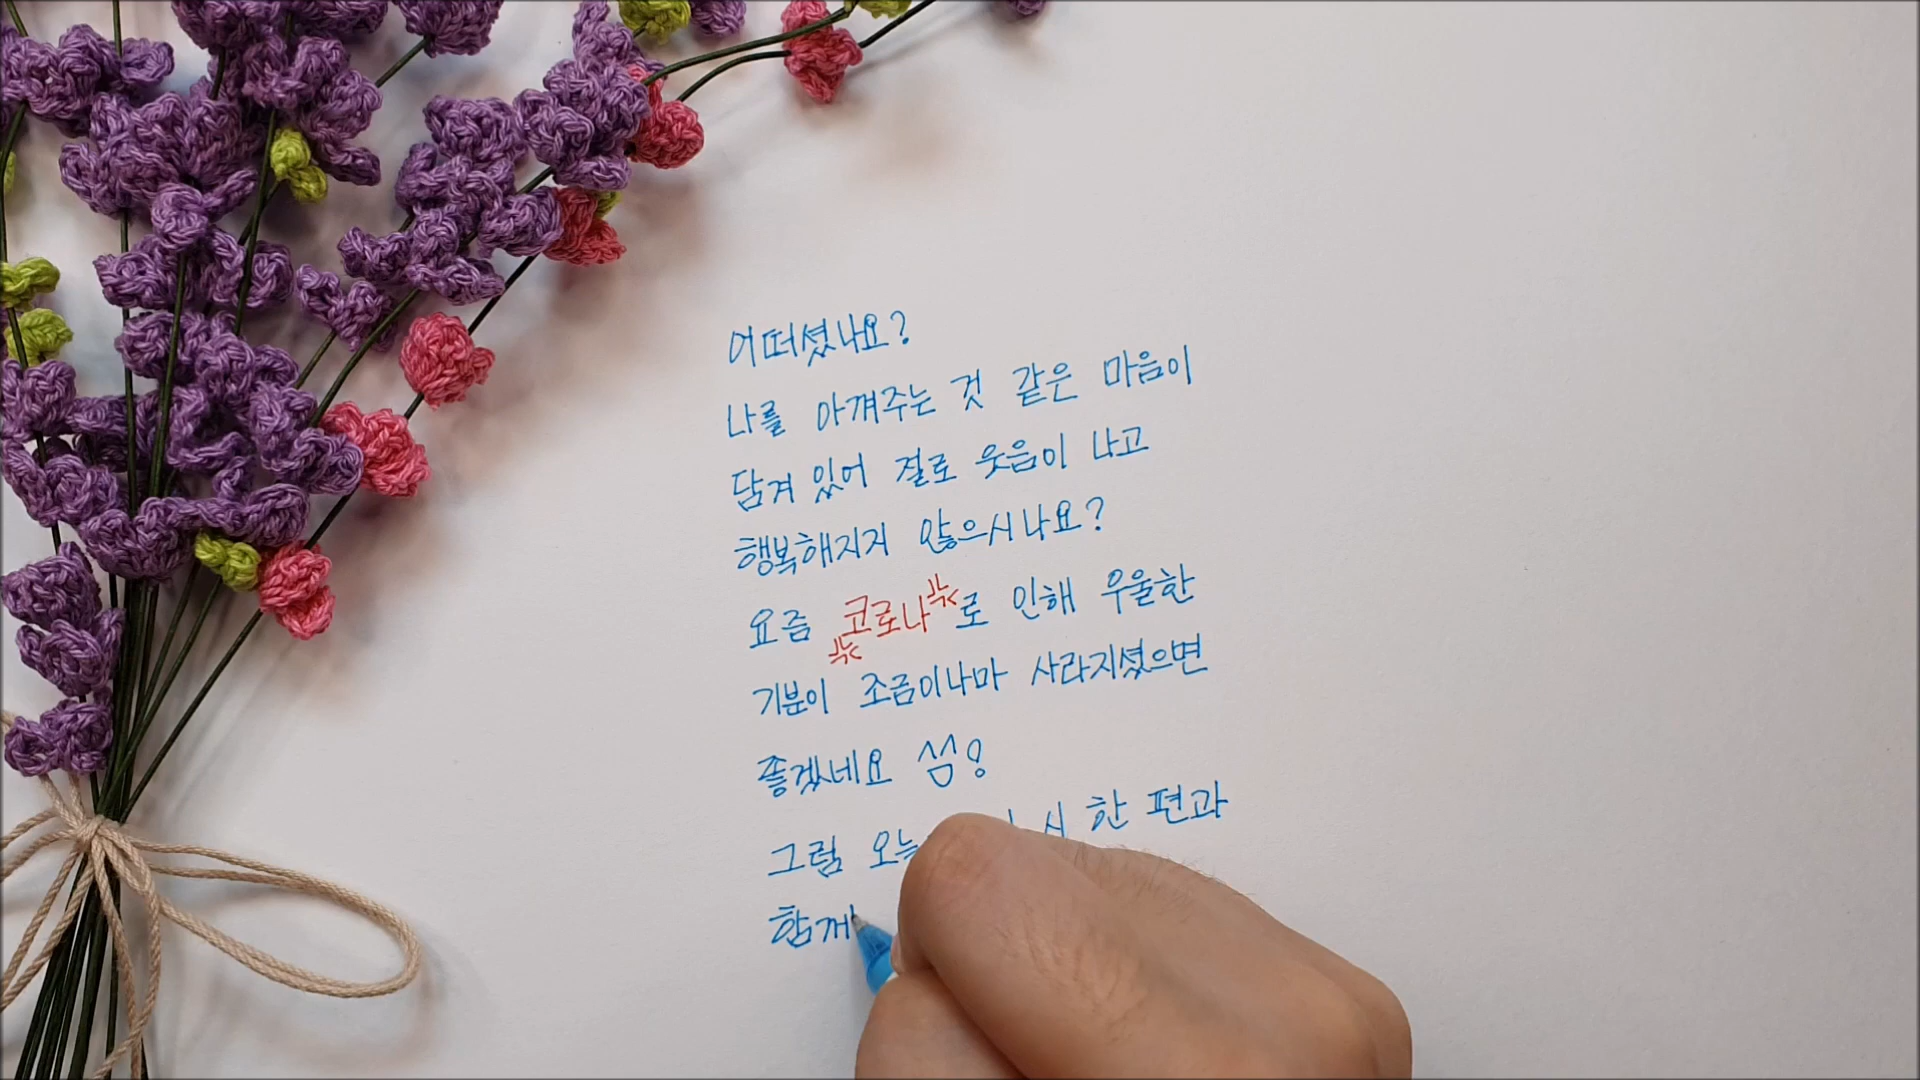 어떠셨나요?
나를 아껴주는 것 같은 마음이
담겨있어 절로 웃음이 나고
행복해지지 않으시나요?
요즘 코로나로 인해 우울한
기분이 조금이나마 사라지셨으면
좋겠네요 섬?
그럼 시 한 편과
함께